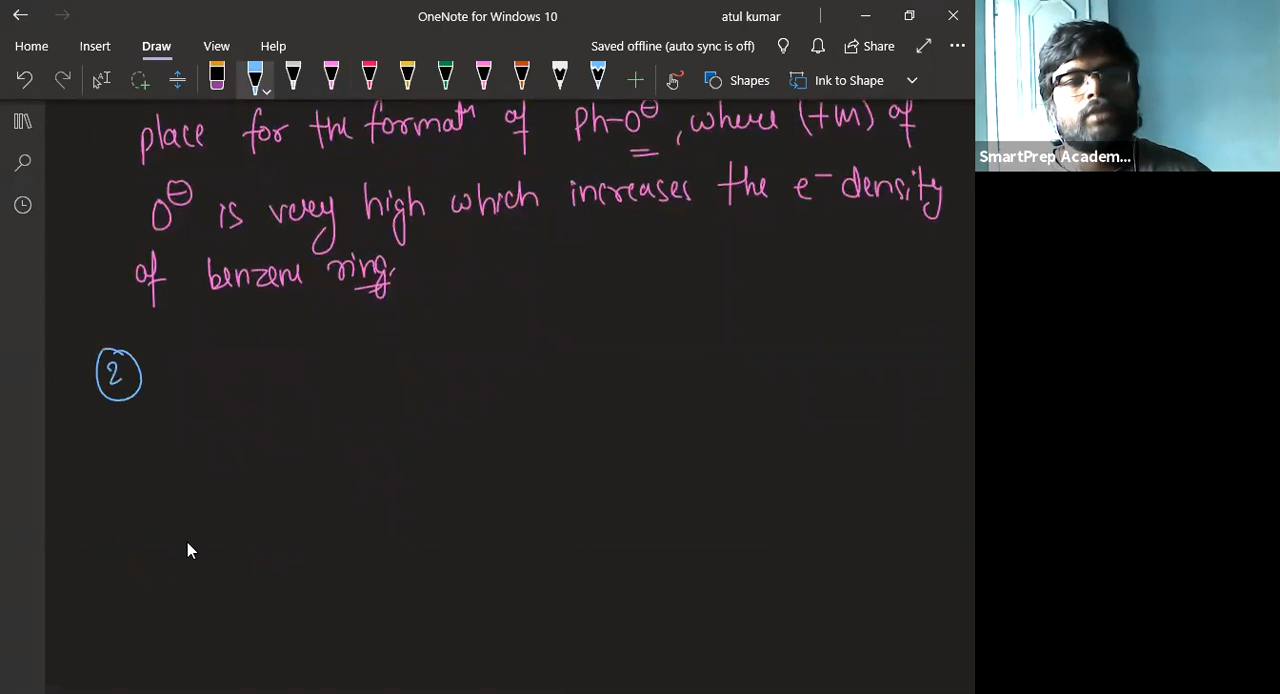 OneNote for Windows 10
atul kumar
Home Insert Draw View Help
Saved offline (auto sync is off)
Share
Shapes
Ink to Shape
place for the formatⁿ of Ph-O⊖, where (+m) of
O⊖ is very high which increases the e⁻ density
of benzene ring.
2
SmartPrep Academ...